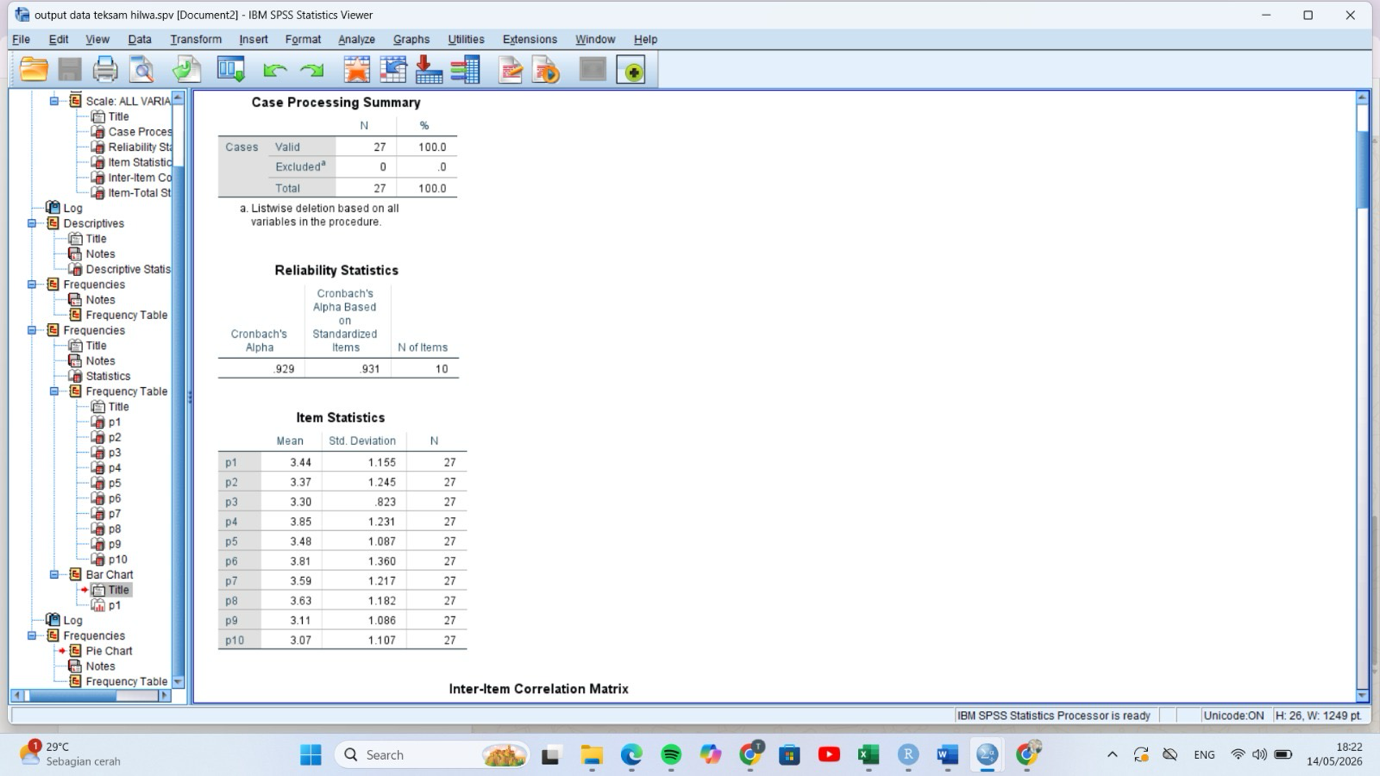 output data teksam hilwa.spv [Document2] - IBM SPSS Statistics Viewer
File Edit View Data Transform Insert Format Analyze Graphs Utilities Extensions Window Help
Scale: ALL VARIA
Title
Case Proces
Reliability Sta
Item Statistic
Inter-Item Co
Item-Total St
Log
Descriptives
Title
Notes
Descriptive Statis
Frequencies
Notes
Frequency Table
Frequencies
Title
Notes
Statistics
Frequency Table
Title
p1
p2
p3
p4
p5
p6
p7
p8
p9
p10
Bar Chart
Title
p1
Log
Frequencies
Pie Chart
Notes
Frequency Table
Case Processing Summary
N %
Cases Valid 27 100.0
Excludedª 0 .0
Total 27 100.0
a. Listwise deletion based on all
variables in the procedure.
Reliability Statistics
Cronbach's
Alpha
Cronbach's
Alpha Based
on
Standardized
Items
N of Items
.929 .931 10
Item Statistics
Mean Std. Deviation N
p1 3.44 1.155 27
p2 3.37 1.245 27
p3 3.30 .823 27
p4 3.85 1.231 27
p5 3.48 1.087 27
p6 3.81 1.360 27
p7 3.59 1.217 27
p8 3.63 1.182 27
p9 3.11 1.086 27
p10 3.07 1.107 27
Inter-Item Correlation Matrix
IBM SPSS Statistics Processor is ready Unicode:ON H: 26, W: 1249 pt.
1
29°C
Sebagian cerah
Search
T
R
ENG
18:22
14/05/2026